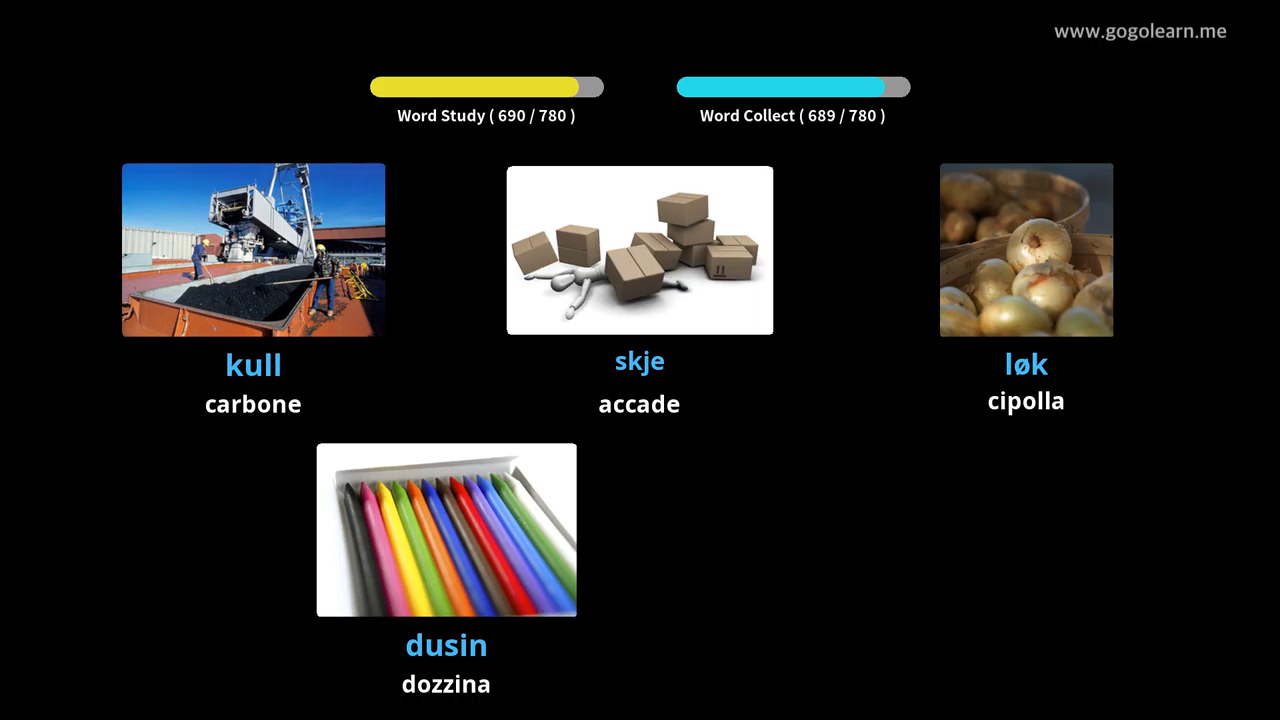 www.gogolearn.me
Word Study ( 690 / 780 )
Word Collect ( 689 / 780 )
kull
carbone
skje
accade
løk
cipolla
dusin
dozzina